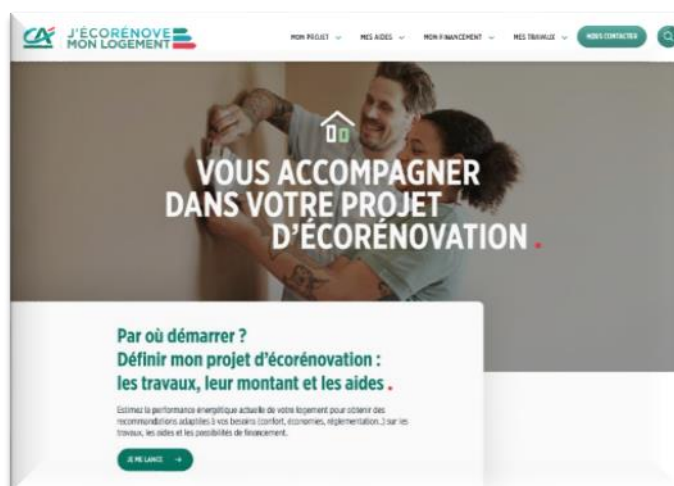 CA J'ÉCORÉNOVE
MON LOGEMENT
MON PROJET MES AIDES MON FINANCEMENT MES TRAVAUX NOUS CONTACTER
VOUS ACCOMPAGNER
DANS VOTRE PROJET
D'ÉCORÉNOVATION.
Par où démarrer ?
Définir mon projet d'écorénovation :
les travaux, leur montant et les aides.
Estimez la performance énergétique actuelle de votre logement pour obtenir des
recommandations adaptées à vos besoins (confort, économies, réglementation..) sur les
travaux, les aides et les possibilités de financement.
JE ME LANCE →